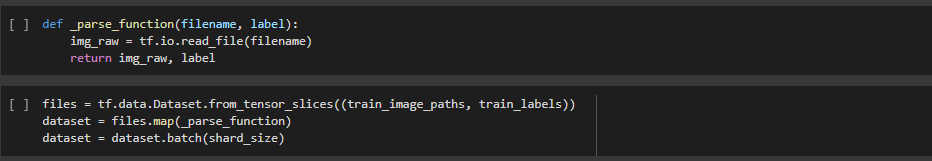 [ ] def _parse_function(filename, label):
    img_raw = tf.io.read_file(filename)
    return img_raw, label
[ ] files = tf.data.Dataset.from_tensor_slices((train_image_paths, train_labels))
dataset = files.map(_parse_function)
dataset = dataset.batch(shard_size)